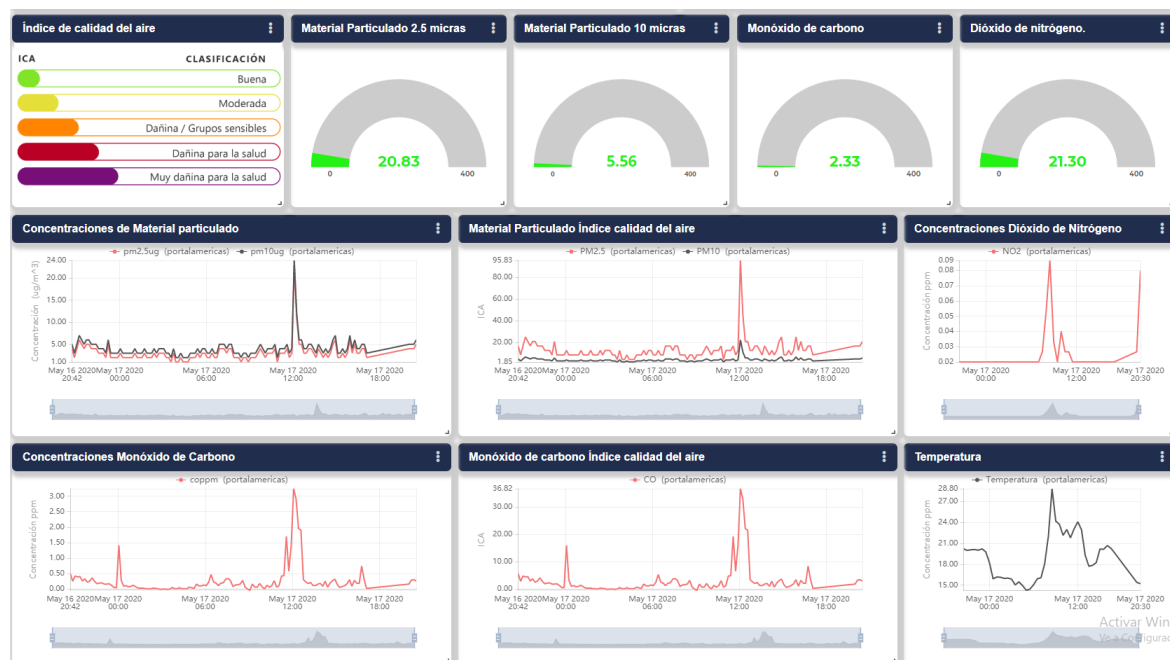 Índice de calidad del aire
ICA CLASIFICACIÓN
Buena
Moderada
Dañina / Grupos sensibles
Dañina para la salud
Muy dañina para la salud
Material Particulado 2.5 micras
20.83
0 400
Material Particulado 10 micras
5.56
0 400
Monóxido de carbono
2.33
0 400
Dióxido de nitrógeno.
21.30
0 400
Concentraciones de Material particulado
pm2,5ug (portalamericas) pm10ug (portalamericas)
Concentración (ug/m^3)
24.00
20.00
15.00
10.00
5.00
1.00
May 16 2020 May 17 2020 May 17 2020 May 17 2020 May 17 2020
20:42 00:00 06:00 12:00 18:00
Material Particulado Índice calidad del aire
PM2.5 (portalamericas) PM10 (portalamericas)
ICA
95.83
80.00
60.00
40.00
20.00
1.85
May 16 2020 May 17 2020 May 17 2020 May 17 2020 May 17 2020
20:42 00:00 06:00 12:00 18:00
Concentraciones Dióxido de Nitrógeno
NO2 (portalamericas)
Concentración ppm
0.09
0.08
0.07
0.06
0.05
0.04
0.03
0.02
May 17 2020 May 17 2020 May 17 2020
00:00 12:00 20:30
Concentraciones Monóxido de Carbono
coppm (portalamericas)
Concentración ppm
3.00
2.50
2.00
1.50
1.00
0.50
0.00
May 16 2020 May 17 2020 May 17 2020 May 17 2020 May 17 2020
20:42 00:00 06:00 12:00 18:00
Monóxido de carbono Índice calidad del aire
CO (portalamericas)
ICA
36.82
30.00
20.00
10.00
0.00
May 16 2020 May 17 2020 May 17 2020 May 17 2020 May 17 2020
20:42 00:00 06:00 12:00 18:00
Temperatura
Temperatura (portalamericas)
Concentración ppm
28.80
27.00
24.00
21.00
18.00
15.00
May 17 2020 May 17 2020 May 17 2020
00:00 12:00 20:30
Activar Win
Ve a Configurac